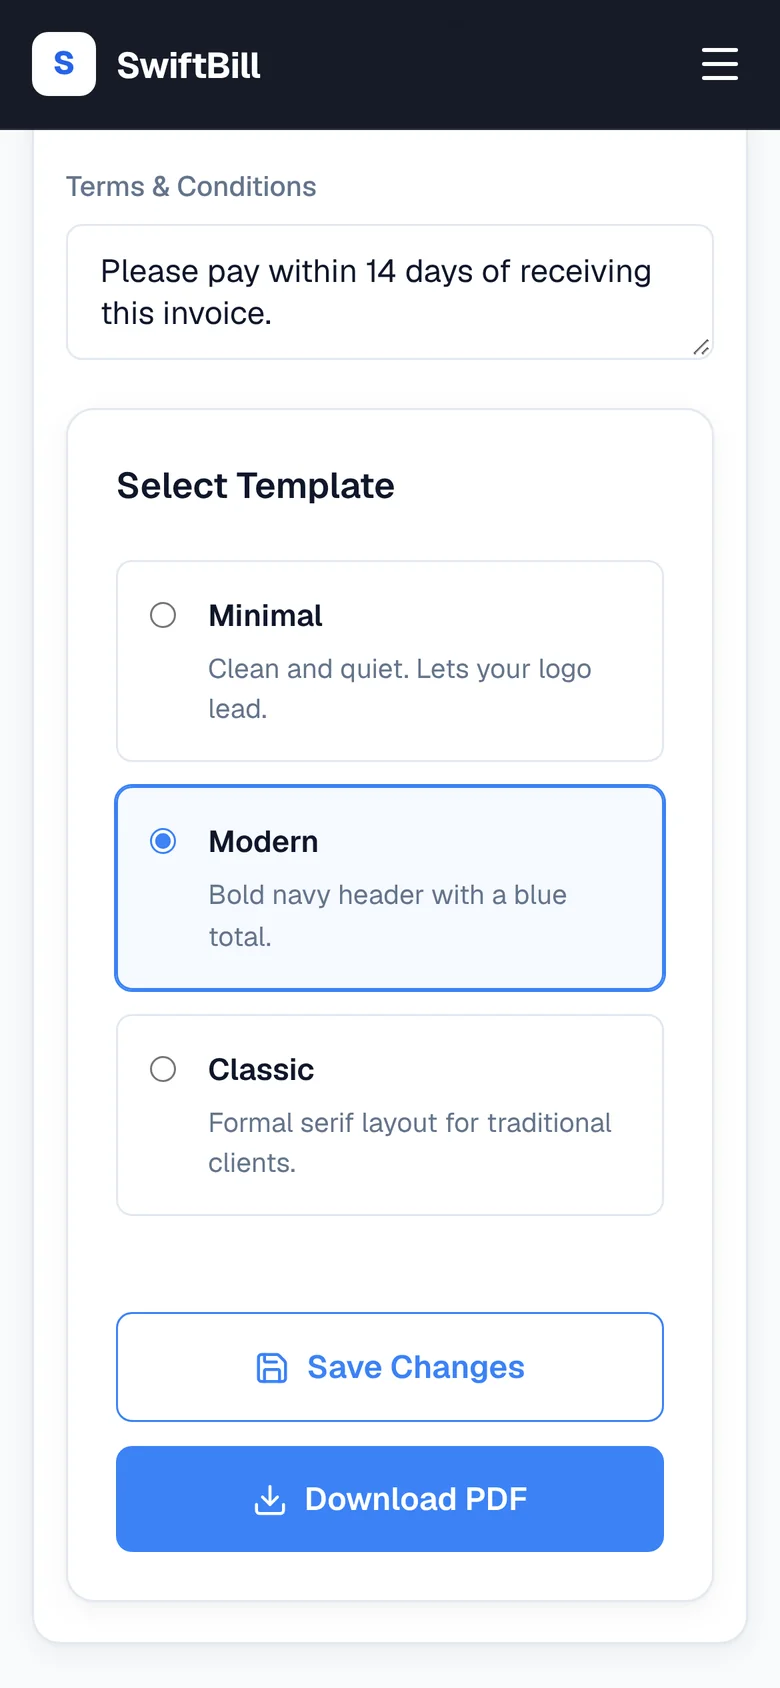 S SwiftBill
Terms & Conditions
Please pay within 14 days of receiving
this invoice.
Select Template
Minimal
Clean and quiet. Lets your logo
lead.
Modern
Bold navy header with a blue
total.
Classic
Formal serif layout for traditional
clients.
Save Changes
Download PDF